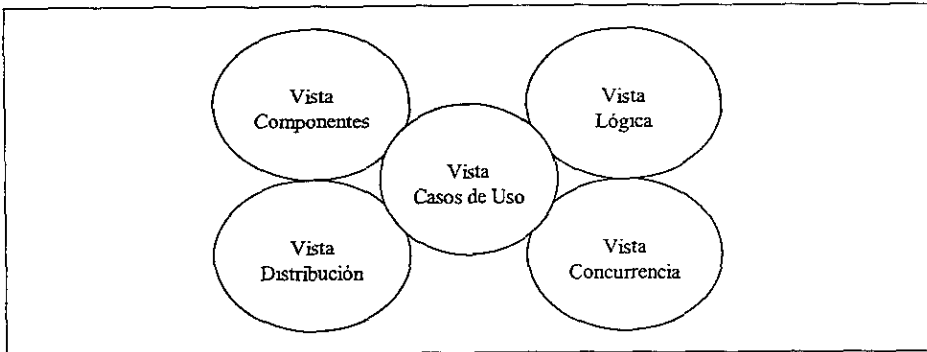 Vista
Componentes
Vista
Lógica
Vista
Casos de Uso
Vista
Distribución
Vista
Concurrencia